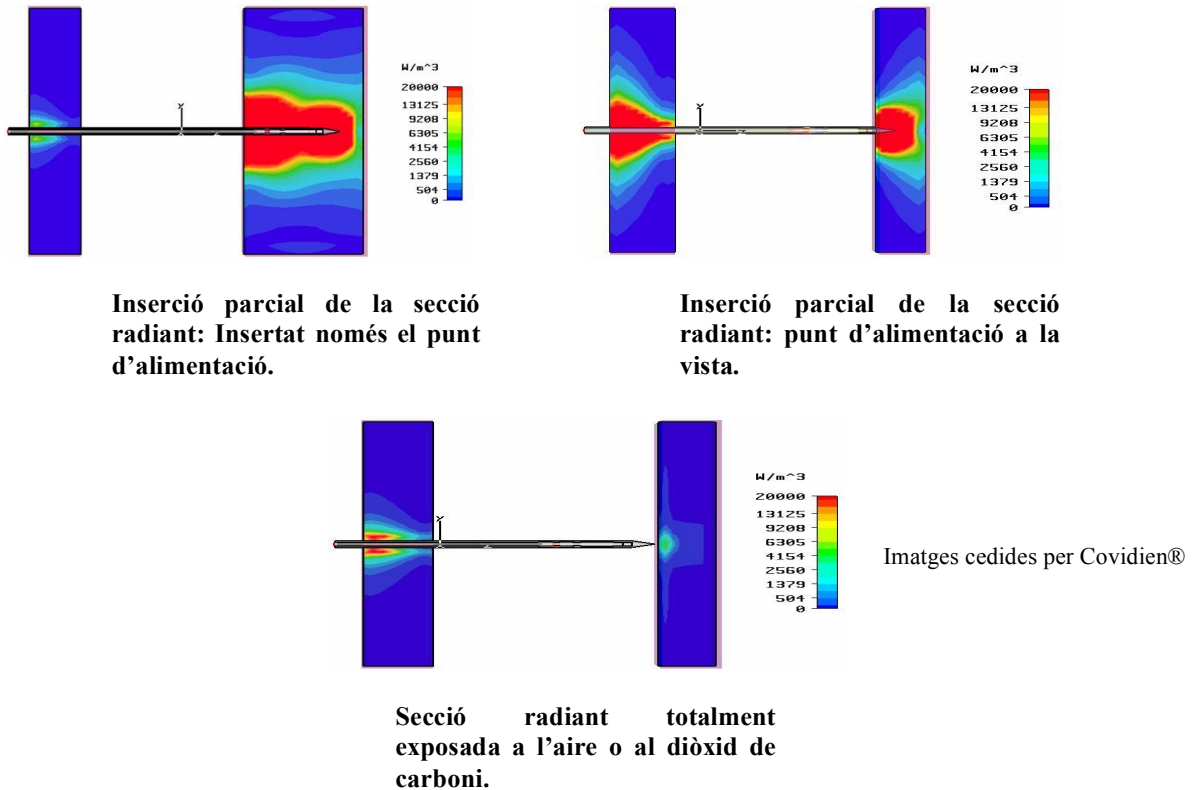 W/m^3
20000
13125
9208
6305
4154
2560
1379
504
0
Y
Z
W/m^3
20000
13125
9208
6305
4154
2560
1379
504
0
Y
Inserció parcial de la secció
radiant: Insertat només el punt
d’alimentació.
Inserció parcial de la secció
radiant: punt d’alimentació a la
vista.
W/m^3
20000
13125
9208
6305
4154
2560
1379
504
0
Y
Z
Imatges cedides per Covidien®
Secció radiant totalment
exposada a l’aire o al diòxid de
carboni.